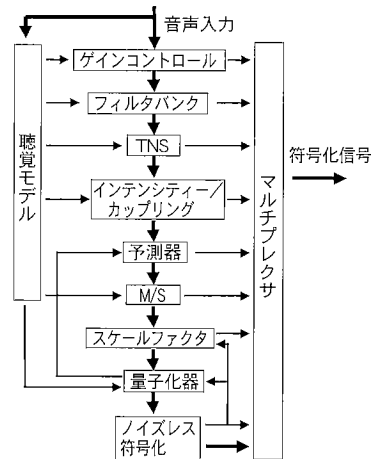 音声入力
ゲインコントロール
フィルタバンク
TNS
インテンシティー/
カップリング
予測器
M/S
スケールファクタ
量子化器
ノイズレス
符号化
聴覚モデル
マルチプレクサ
符号化信号